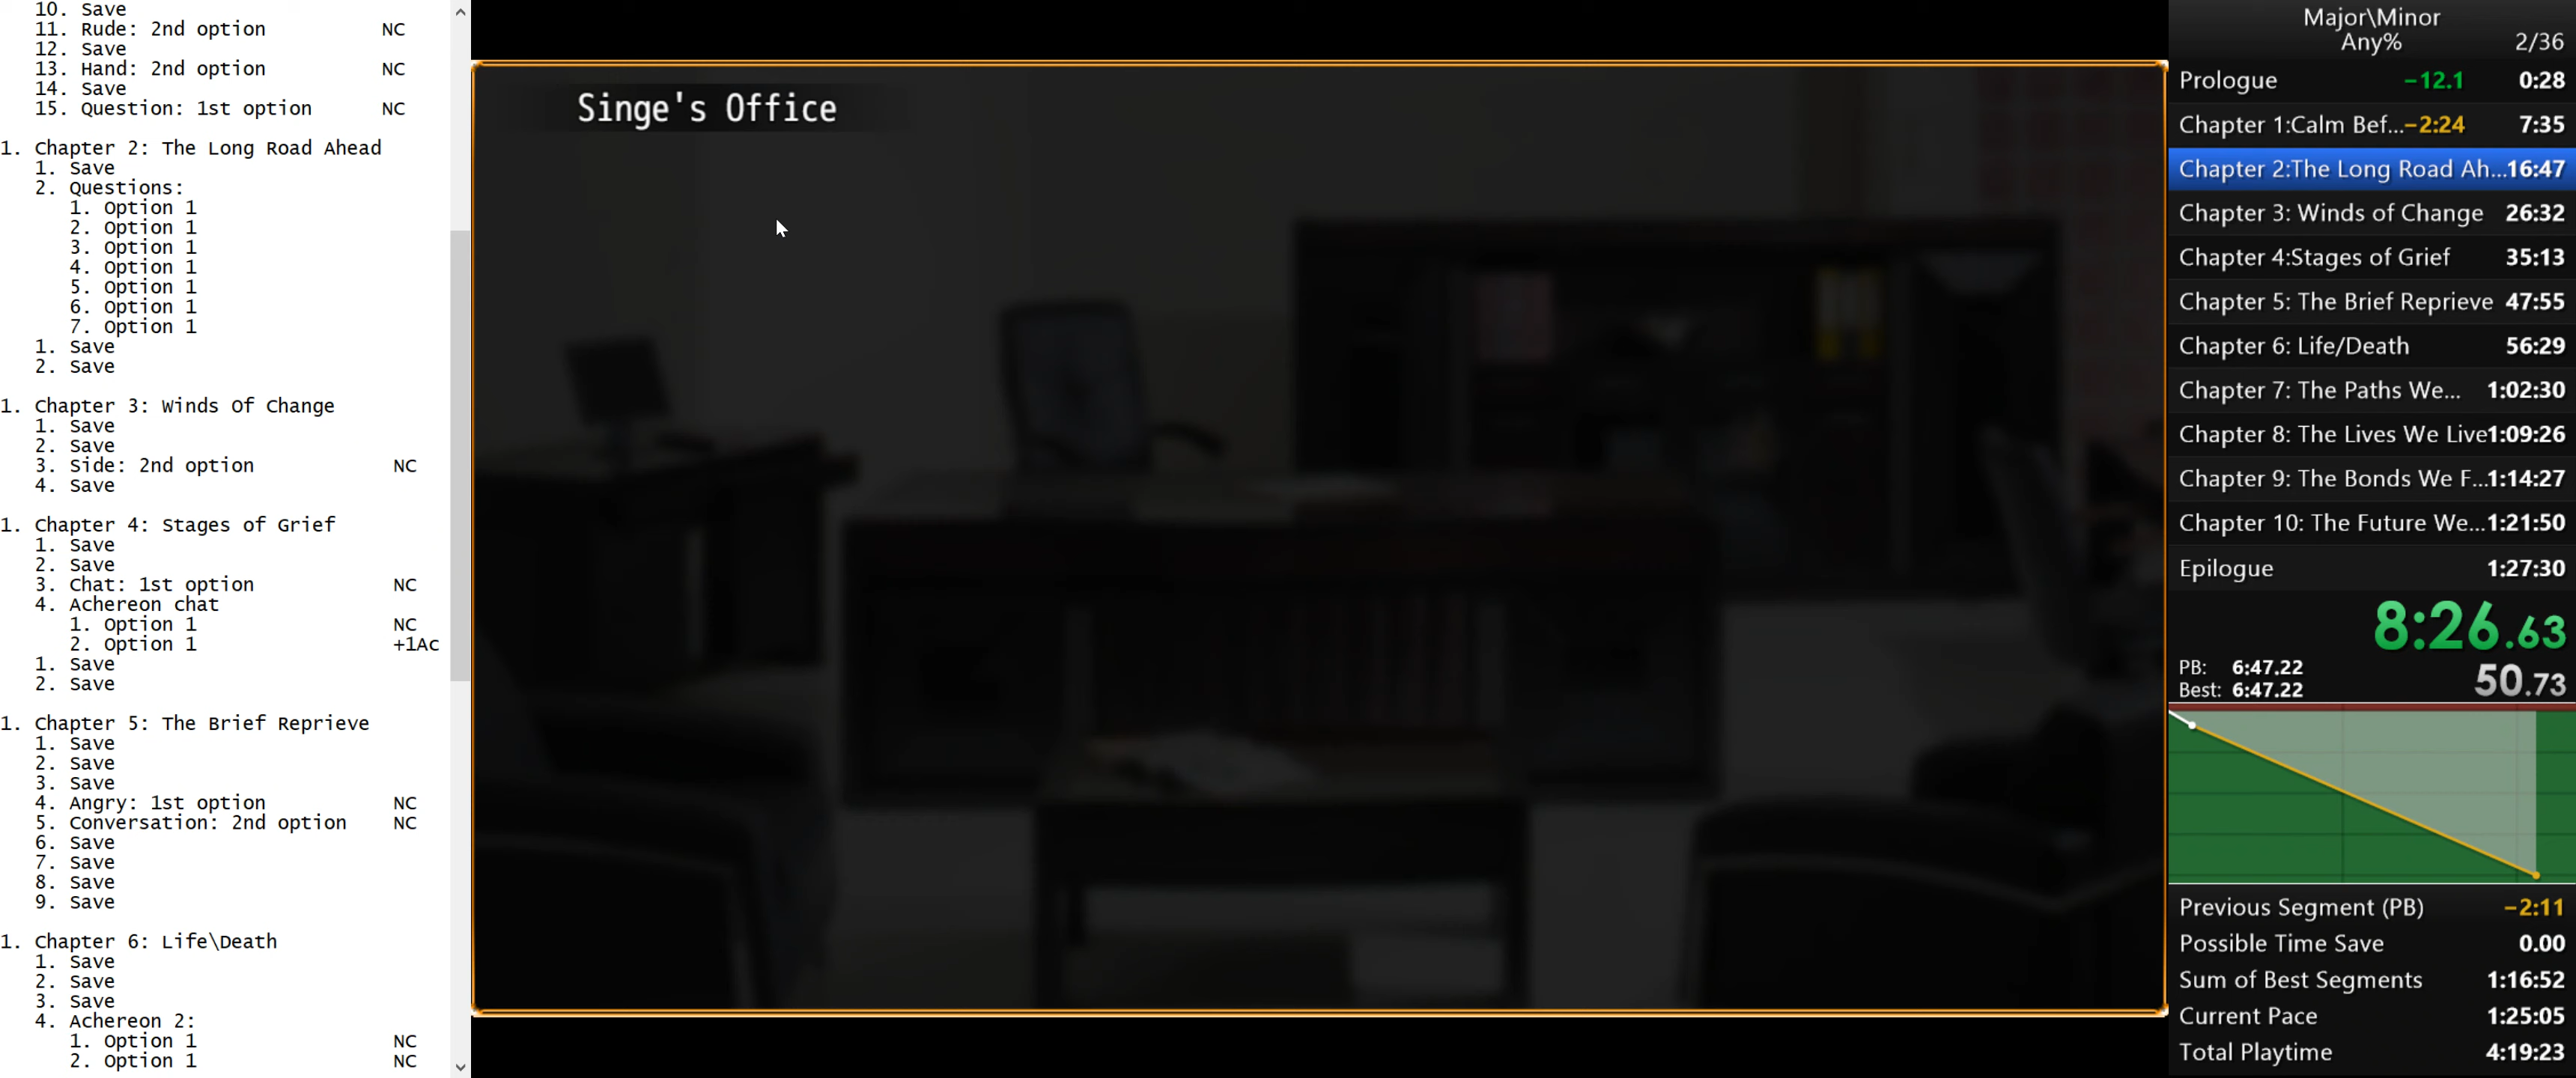 10. Save
11. Rude: 2nd option NC
12. Save
13. Hand: 2nd option NC
14. Save
15. Question: 1st option NC
1. Chapter 2: The Long Road Ahead
1. Save
2. Questions:
1. Option 1
2. Option 1
3. Option 1
4. Option 1
5. Option 1
6. Option 1
7. Option 1
1. Save
2. Save
1. Chapter 3: Winds Of Change
1. Save
2. Save
3. Side: 2nd option NC
4. Save
1. Chapter 4: Stages of Grief
1. Save
2. Save
3. Chat: 1st option NC
4. Achereon chat
1. Option 1 NC
2. Option 1 +1Ac
1. Save
2. Save
1. Chapter 5: The Brief Reprieve
1. Save
2. Save
3. Save
4. Angry: 1st option NC
5. Conversation: 2nd option NC
6. Save
7. Save
8. Save
9. Save
1. Chapter 6: Life\Death
1. Save
2. Save
3. Save
4. Achereon 2:
1. Option 1 NC
2. Option 1 NC
Singe's Office
Major\Minor
Any% 2/36
Prologue −12.1 0:28
Chapter 1:Calm Bef...−2:24 7:35
Chapter 2:The Long Road Ah...16:47
Chapter 3: Winds of Change 26:32
Chapter 4:Stages of Grief 35:13
Chapter 5: The Brief Reprieve 47:55
Chapter 6: Life/Death 56:29
Chapter 7: The Paths We... 1:02:30
Chapter 8: The Lives We Live1:09:26
Chapter 9: The Bonds We F...1:14:27
Chapter 10: The Future We...1:21:50
Epilogue 1:27:30
8:26.63
PB: 6:47.22
Best: 6:47.22
50.73
Previous Segment (PB) −2:11
Possible Time Save 0.00
Sum of Best Segments 1:16:52
Current Pace 1:25:05
Total Playtime 4:19:23